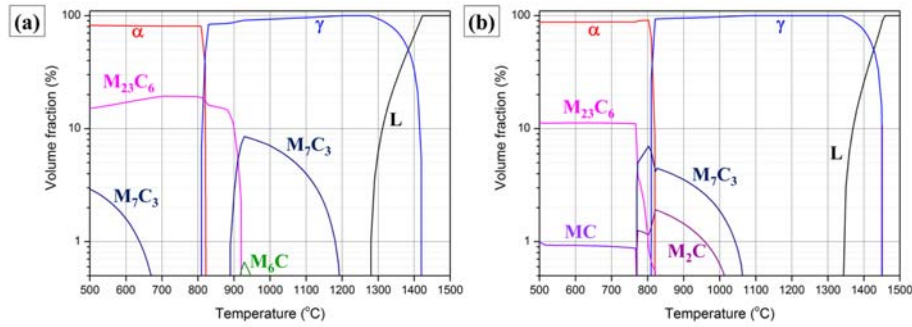 (a)
100
10
1
Volume fraction (%)
α
γ
M₂₃C₆
L
M₇C₃
M₇C₃
M₆C
500 600 700 800 900 1000 1100 1200 1300 1400 1500
Temperature (°C)
(b)
100
10
1
Volume fraction (%)
α
γ
M₂₃C₆
L
M₇C₃
MC
M₂C
500 600 700 800 900 1000 1100 1200 1300 1400 1500
Temperature (°C)